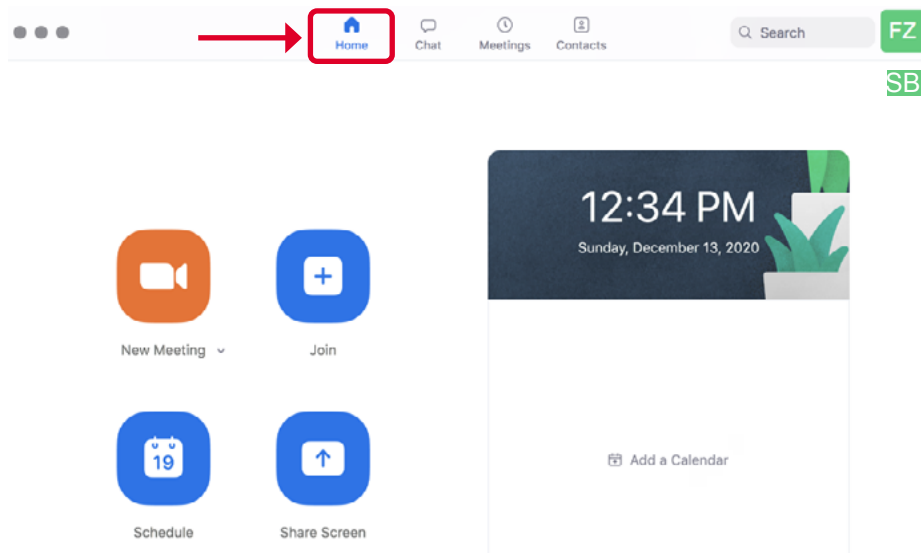 Home
Chat
Meetings
Contacts
Search
FZ
SB
12:34 PM
Sunday, December 13, 2020
New Meeting
Join
19
Schedule
Share Screen
Add a Calendar